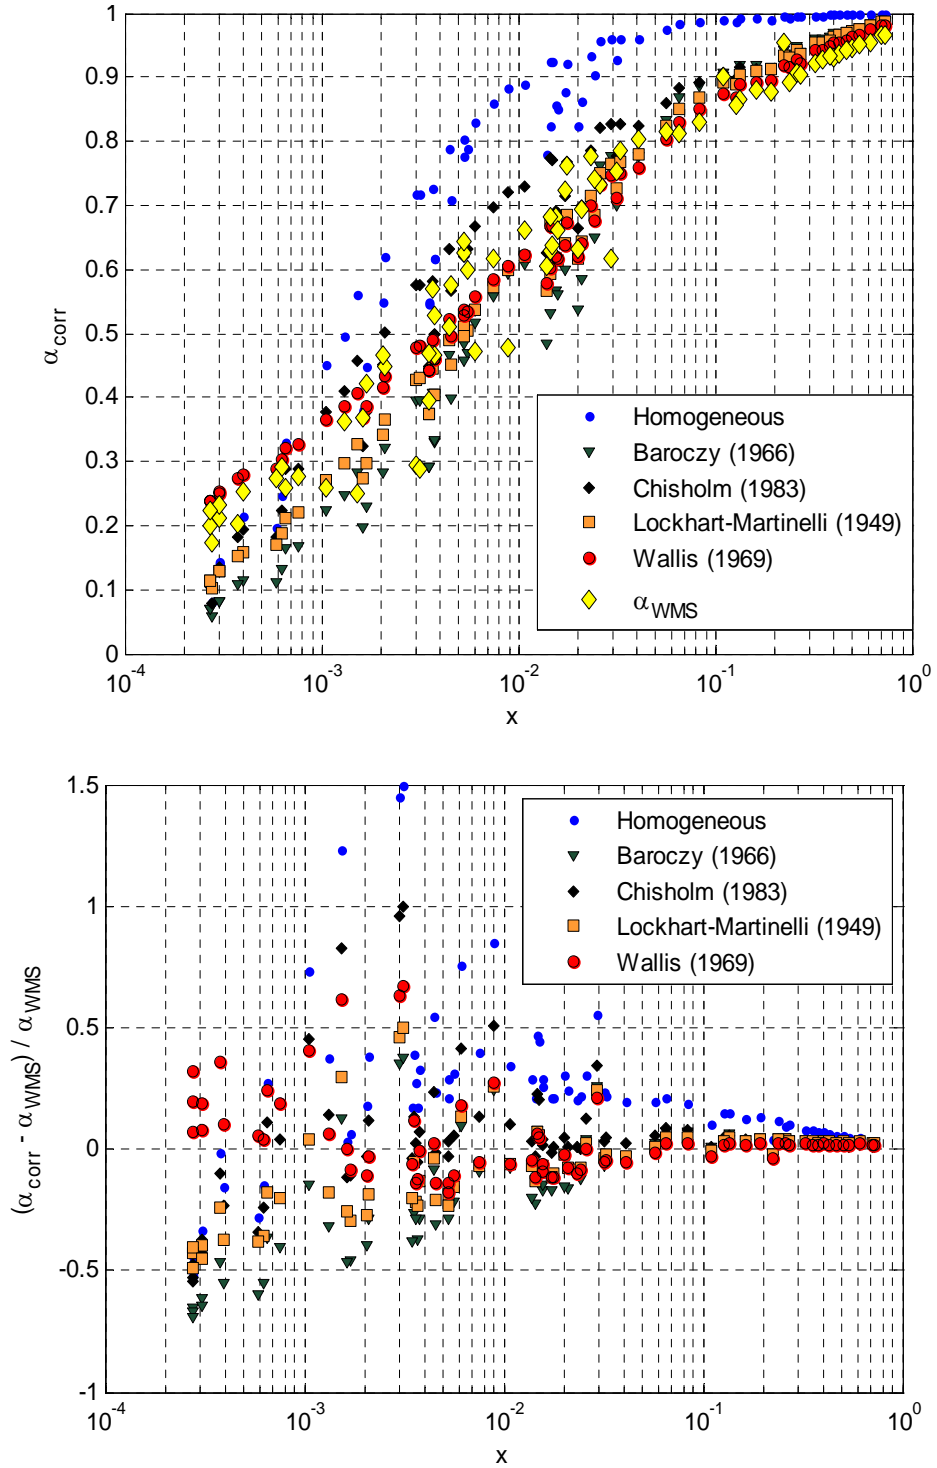 1
0.9
0.8
0.7
0.6
0.5
0.4
0.3
0.2
0.1
0
α_corr
Homogeneous
Baroczy (1966)
Chisholm (1983)
Lockhart-Martinelli (1949)
Wallis (1969)
α_WMS
10^-4 10^-3 10^-2 10^-1 10^0
x
1.5
1
0.5
0
-0.5
-1
(α_corr - α_WMS) / α_WMS
Homogeneous
Baroczy (1966)
Chisholm (1983)
Lockhart-Martinelli (1949)
Wallis (1969)
10^-4 10^-3 10^-2 10^-1 10^0
x